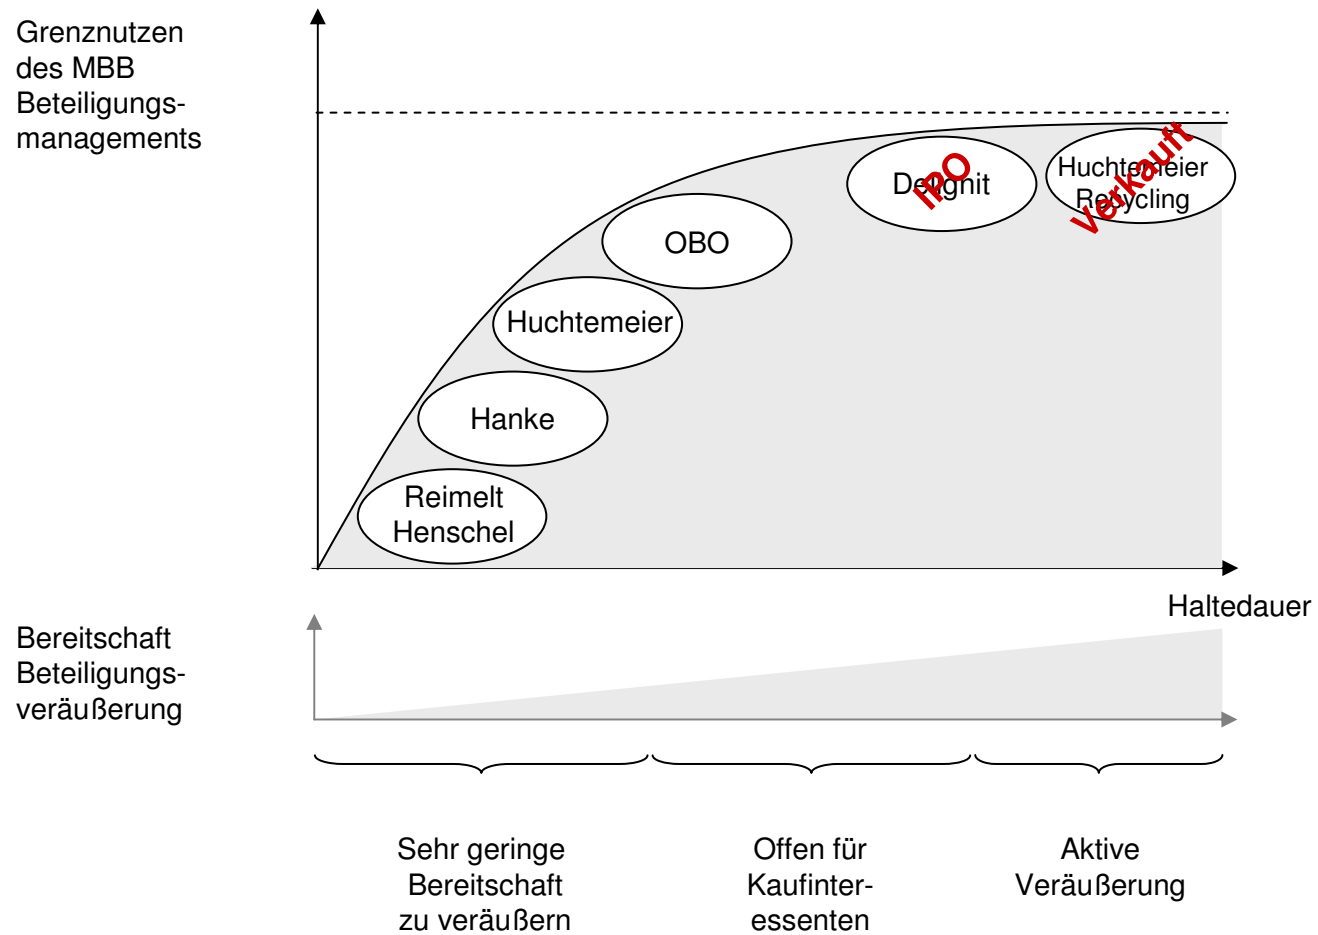 Grenznutzen
des MBB
Beteiligungs-
managements
Delignit
IPO
Huchtemeier
Recycling
Verkauft
OBO
Huchtemeier
Hanke
Reimelt
Henschel
Haltedauer
Bereitschaft
Beteiligungs-
veräußerung
Sehr geringe
Bereitschaft
zu veräußern
Offen für
Kaufinter-
essenten
Aktive
Veräußerung